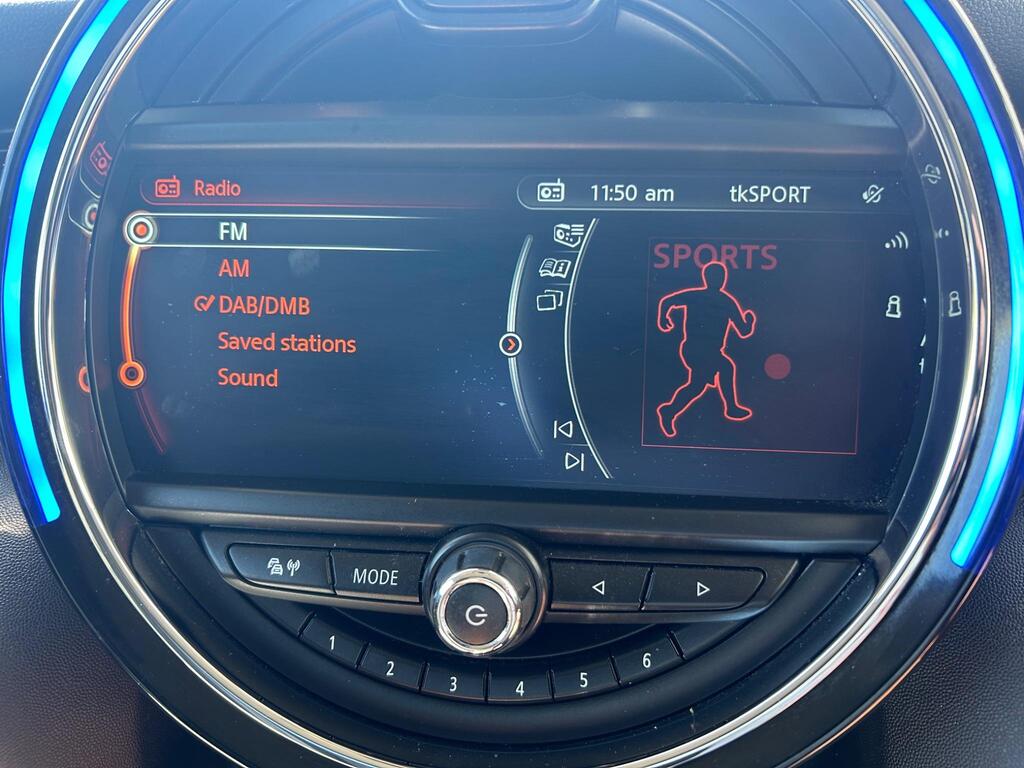 Radio
11:50 am tkSPORT
FM
AM
DAB/DMB
Saved stations
Sound
SPORTS
MODE
1 2 3 4 5 6